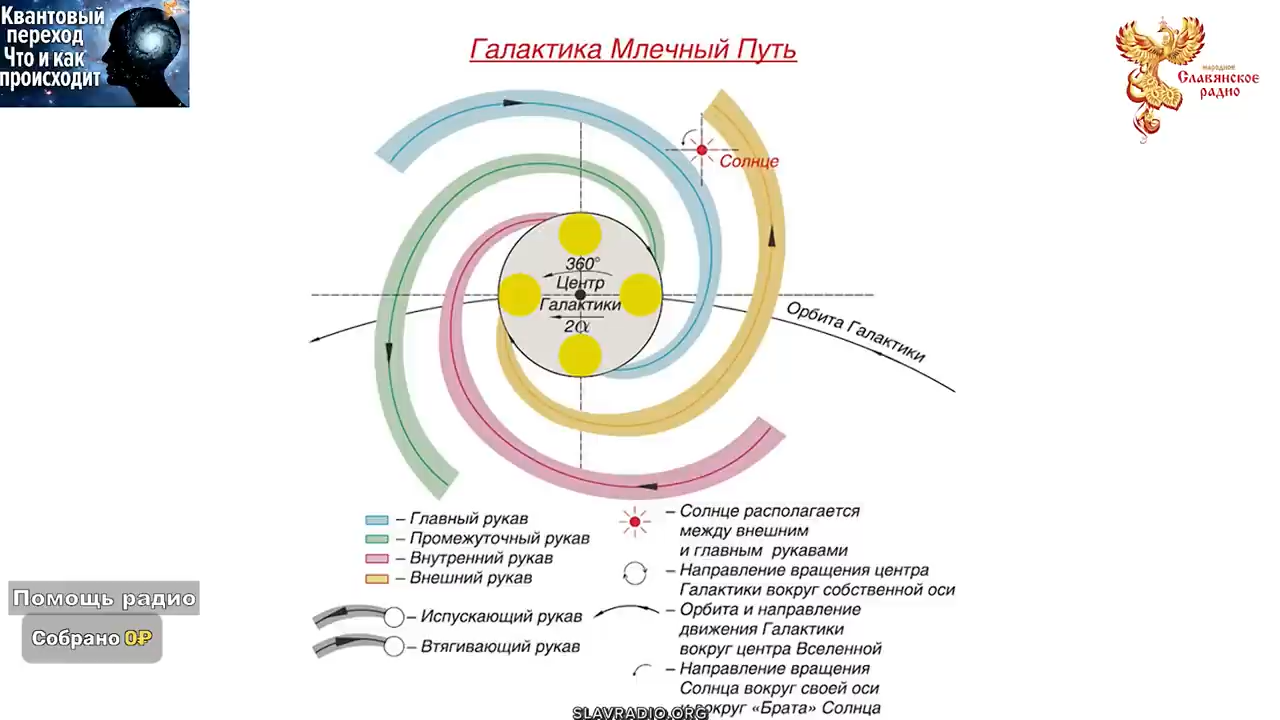 Квантовый
переход
Что и как
происходит
Галактика Млечный Путь
НАРОДНОЕ
Славянское
радио
Солнце
360°
Центр
Галактики
2α
Орбита Галактики
– Главный рукав
– Промежуточный рукав
– Внутренний рукав
– Внешний рукав
– Испускающий рукав
– Втягивающий рукав
– Солнце располагается
между внешним
и главным рукавами
– Направление вращения центра
Галактики вокруг собственной оси
– Орбита и направление
движения Галактики
вокруг центра Вселенной
– Направление вращения
Солнца вокруг своей оси
и вокруг «Брата» Солнца
Помощь радио
Собрано 0₽
SLAVRADIO.ORG